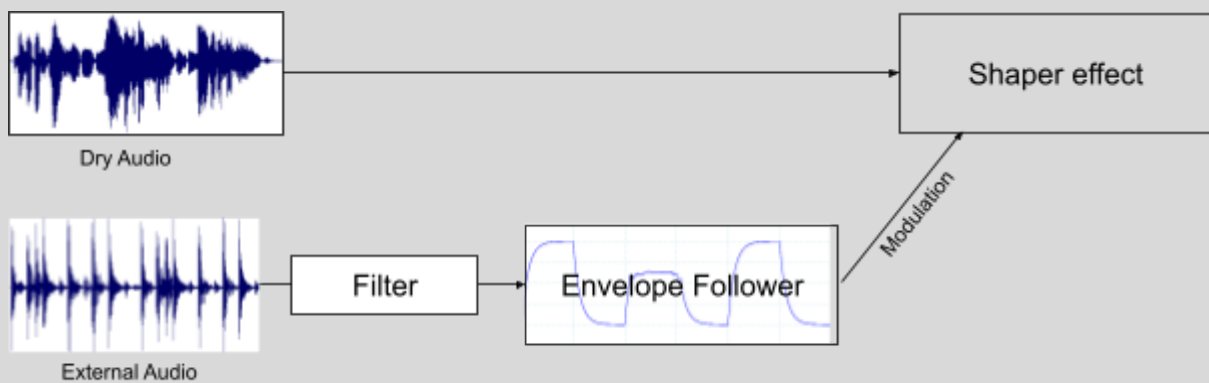 Shaper effect
Dry Audio
Modulation
Filter
Envelope Follower
External Audio